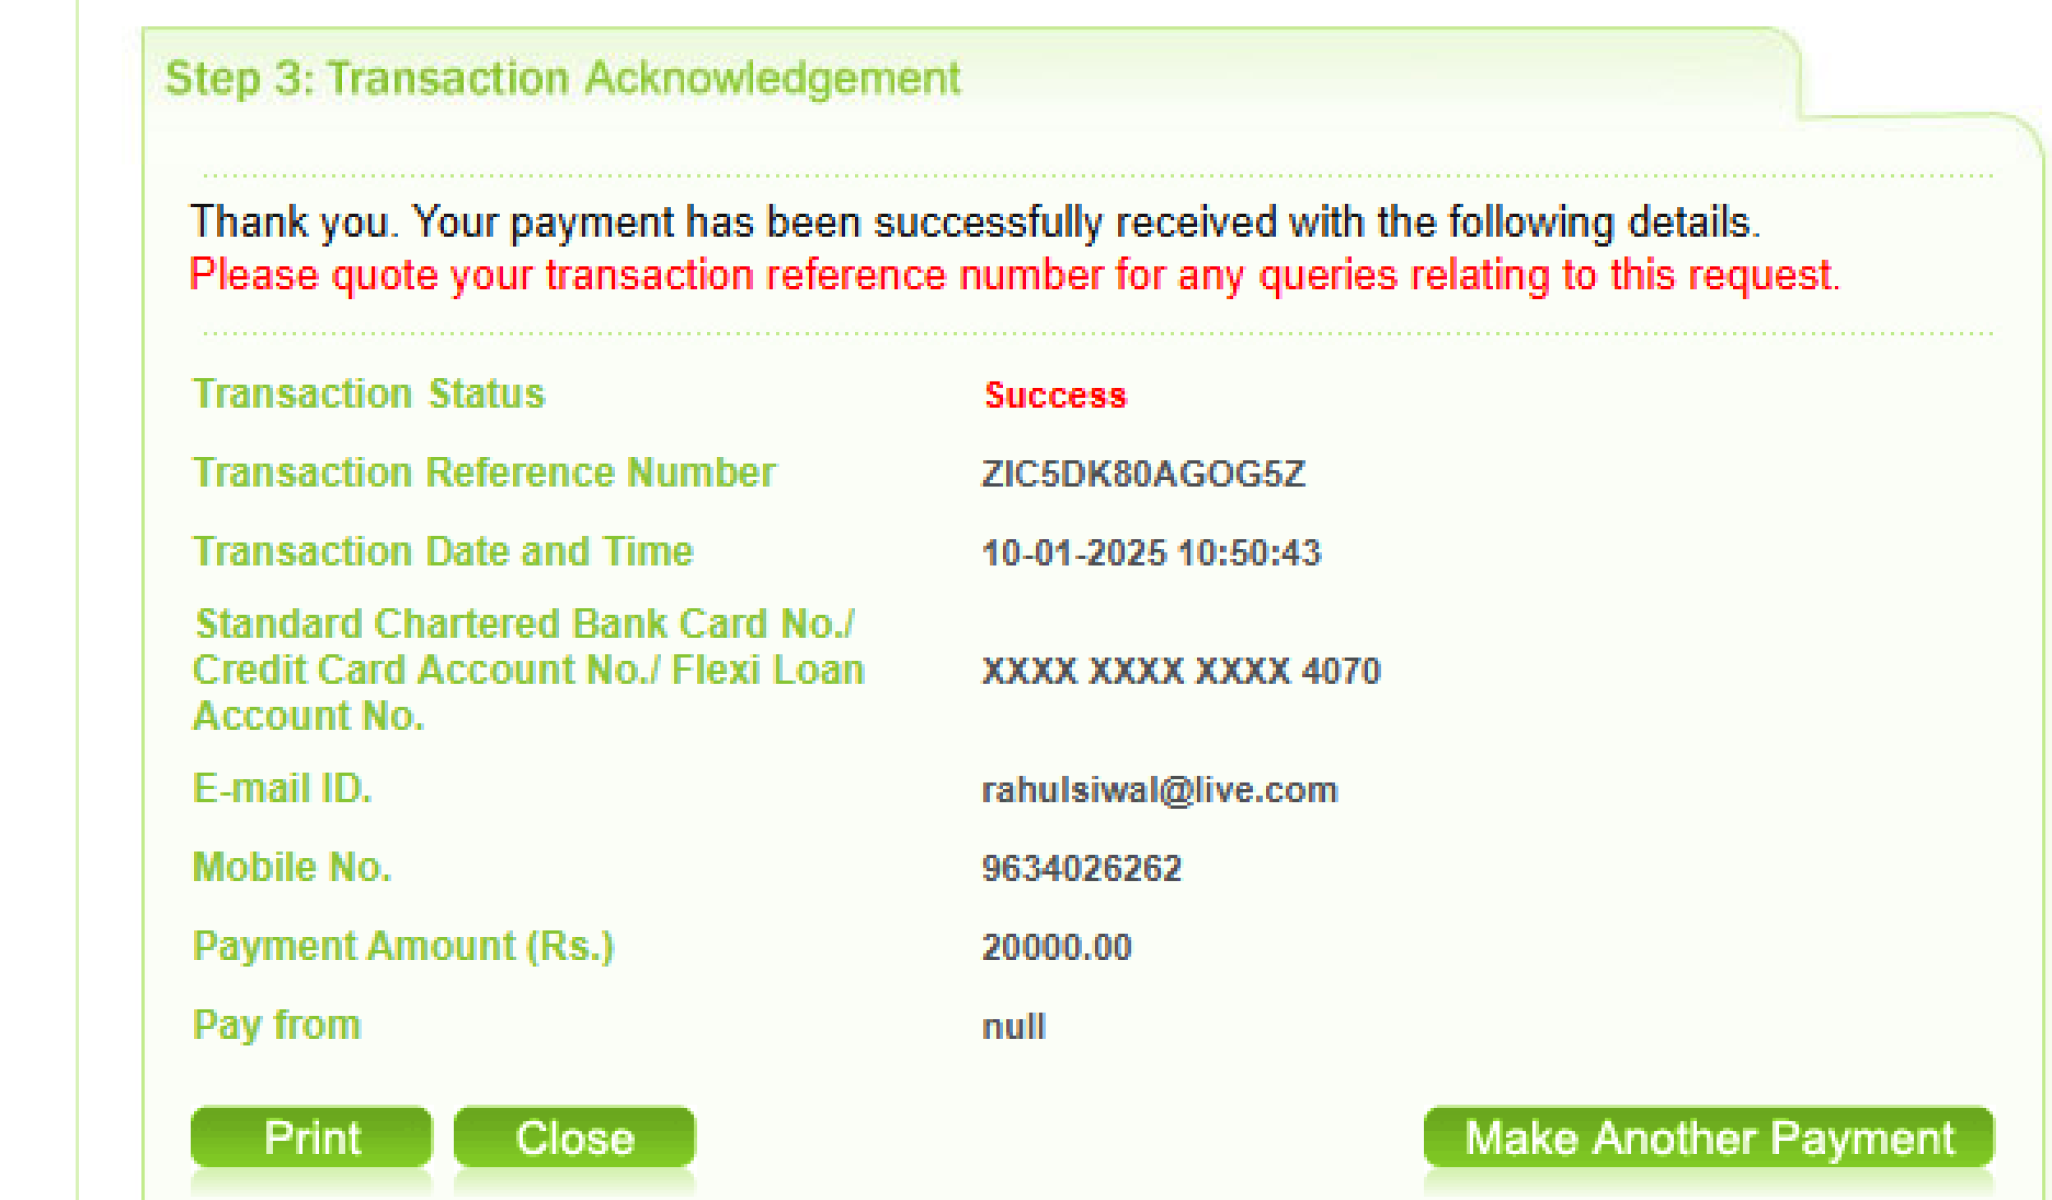 Step 3: Transaction Acknowledgement
Thank you. Your payment has been successfully received with the following details.
Please quote your transaction reference number for any queries relating to this request.
Transaction Status Success
Transaction Reference Number ZIC5DK80AGOG5Z
Transaction Date and Time 10-01-2025 10:50:43
Standard Chartered Bank Card No./
Credit Card Account No./ Flexi Loan XXXX XXXX XXXX 4070
Account No.
E-mail ID. rahulsiwal@live.com
Mobile No. 9634026262
Payment Amount (Rs.) 20000.00
Pay from null
Print Close Make Another Payment